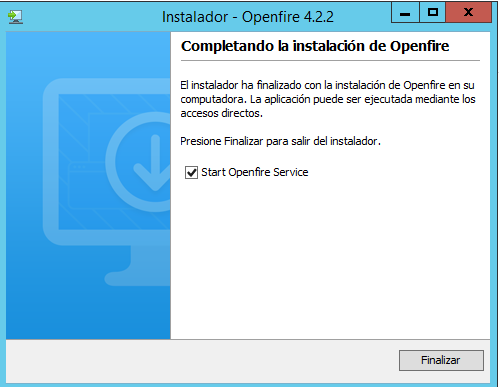 Instalador - Openfire 4.2.2
Completando la instalación de Openfire
El instalador ha finalizado con la instalación de Openfire en su
computadora. La aplicación puede ser ejecutada mediante los
accesos directos.
Presione Finalizar para salir del instalador.
Start Openfire Service
Finalizar